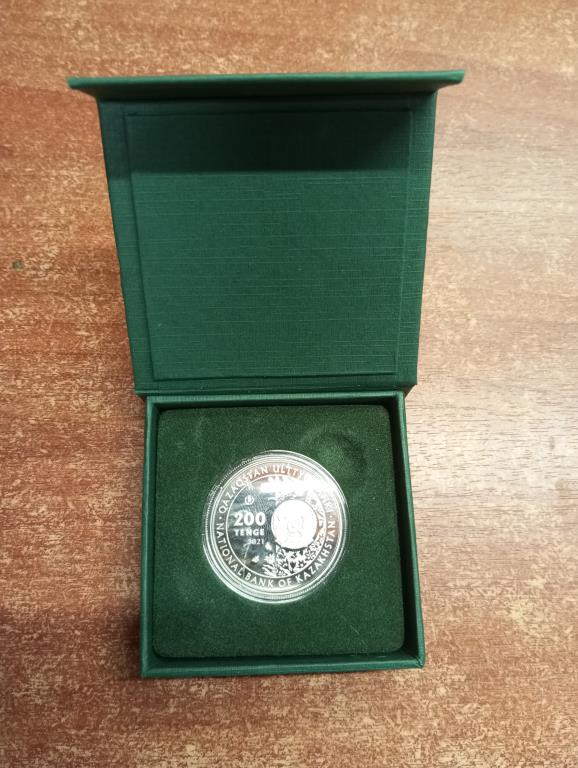 QAZAQSTAN ULTTYQ
200
TENGE
2021
· NATIONAL BANK OF KAZAKHSTAN ·